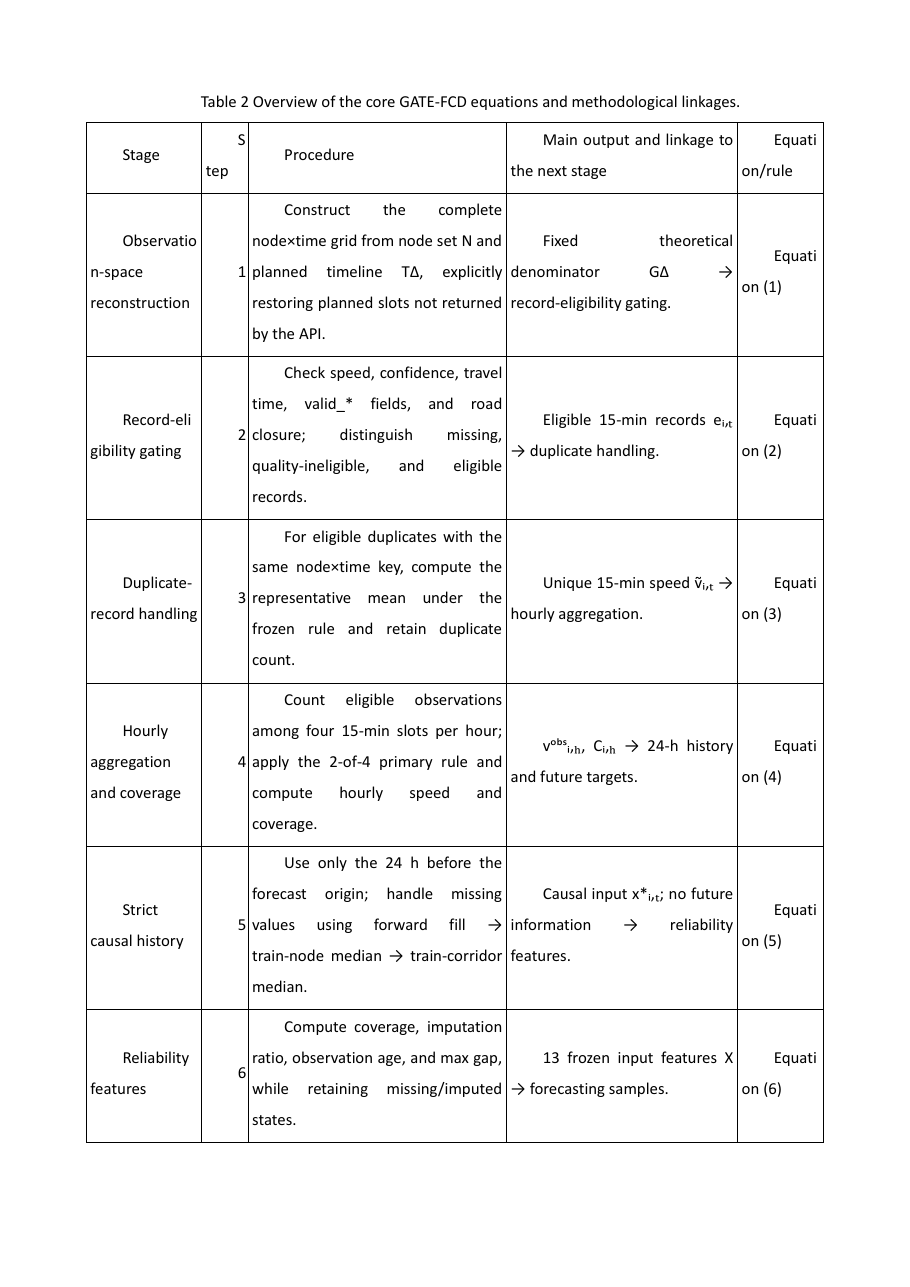 Table 2 Overview of the core GATE-FCD equations and methodological linkages.
Stage
S
tep
Procedure
Main output and linkage to
the next stage
Equati
on/rule
Observatio
n-space
reconstruction
1
Construct the complete
node×time grid from node set N and
planned timeline TΔ, explicitly
restoring planned slots not returned
by the API.
Fixed theoretical
denominator GΔ →
record-eligibility gating.
Equati
on (1)
Record-eli
gibility gating
2
Check speed, confidence, travel
time, valid_* fields, and road
closure; distinguish missing,
quality-ineligible, and eligible
records.
Eligible 15-min records eᵢ,ₜ
→ duplicate handling.
Equati
on (2)
Duplicate-
record handling
3
For eligible duplicates with the
same node×time key, compute the
representative mean under the
frozen rule and retain duplicate
count.
Unique 15-min speed ṽᵢ,ₜ →
hourly aggregation.
Equati
on (3)
Hourly
aggregation
and coverage
4
Count eligible observations
among four 15-min slots per hour;
apply the 2-of-4 primary rule and
compute hourly speed and
coverage.
vᵒᵇˢᵢ,ₕ, Cᵢ,ₕ → 24-h history
and future targets.
Equati
on (4)
Strict
causal history
5
Use only the 24 h before the
forecast origin; handle missing
values using forward fill →
train-node median → train-corridor
median.
Causal input x*ᵢ,ₜ; no future
information → reliability
features.
Equati
on (5)
Reliability
features
6
Compute coverage, imputation
ratio, observation age, and max gap,
while retaining missing/imputed
states.
13 frozen input features X
→ forecasting samples.
Equati
on (6)